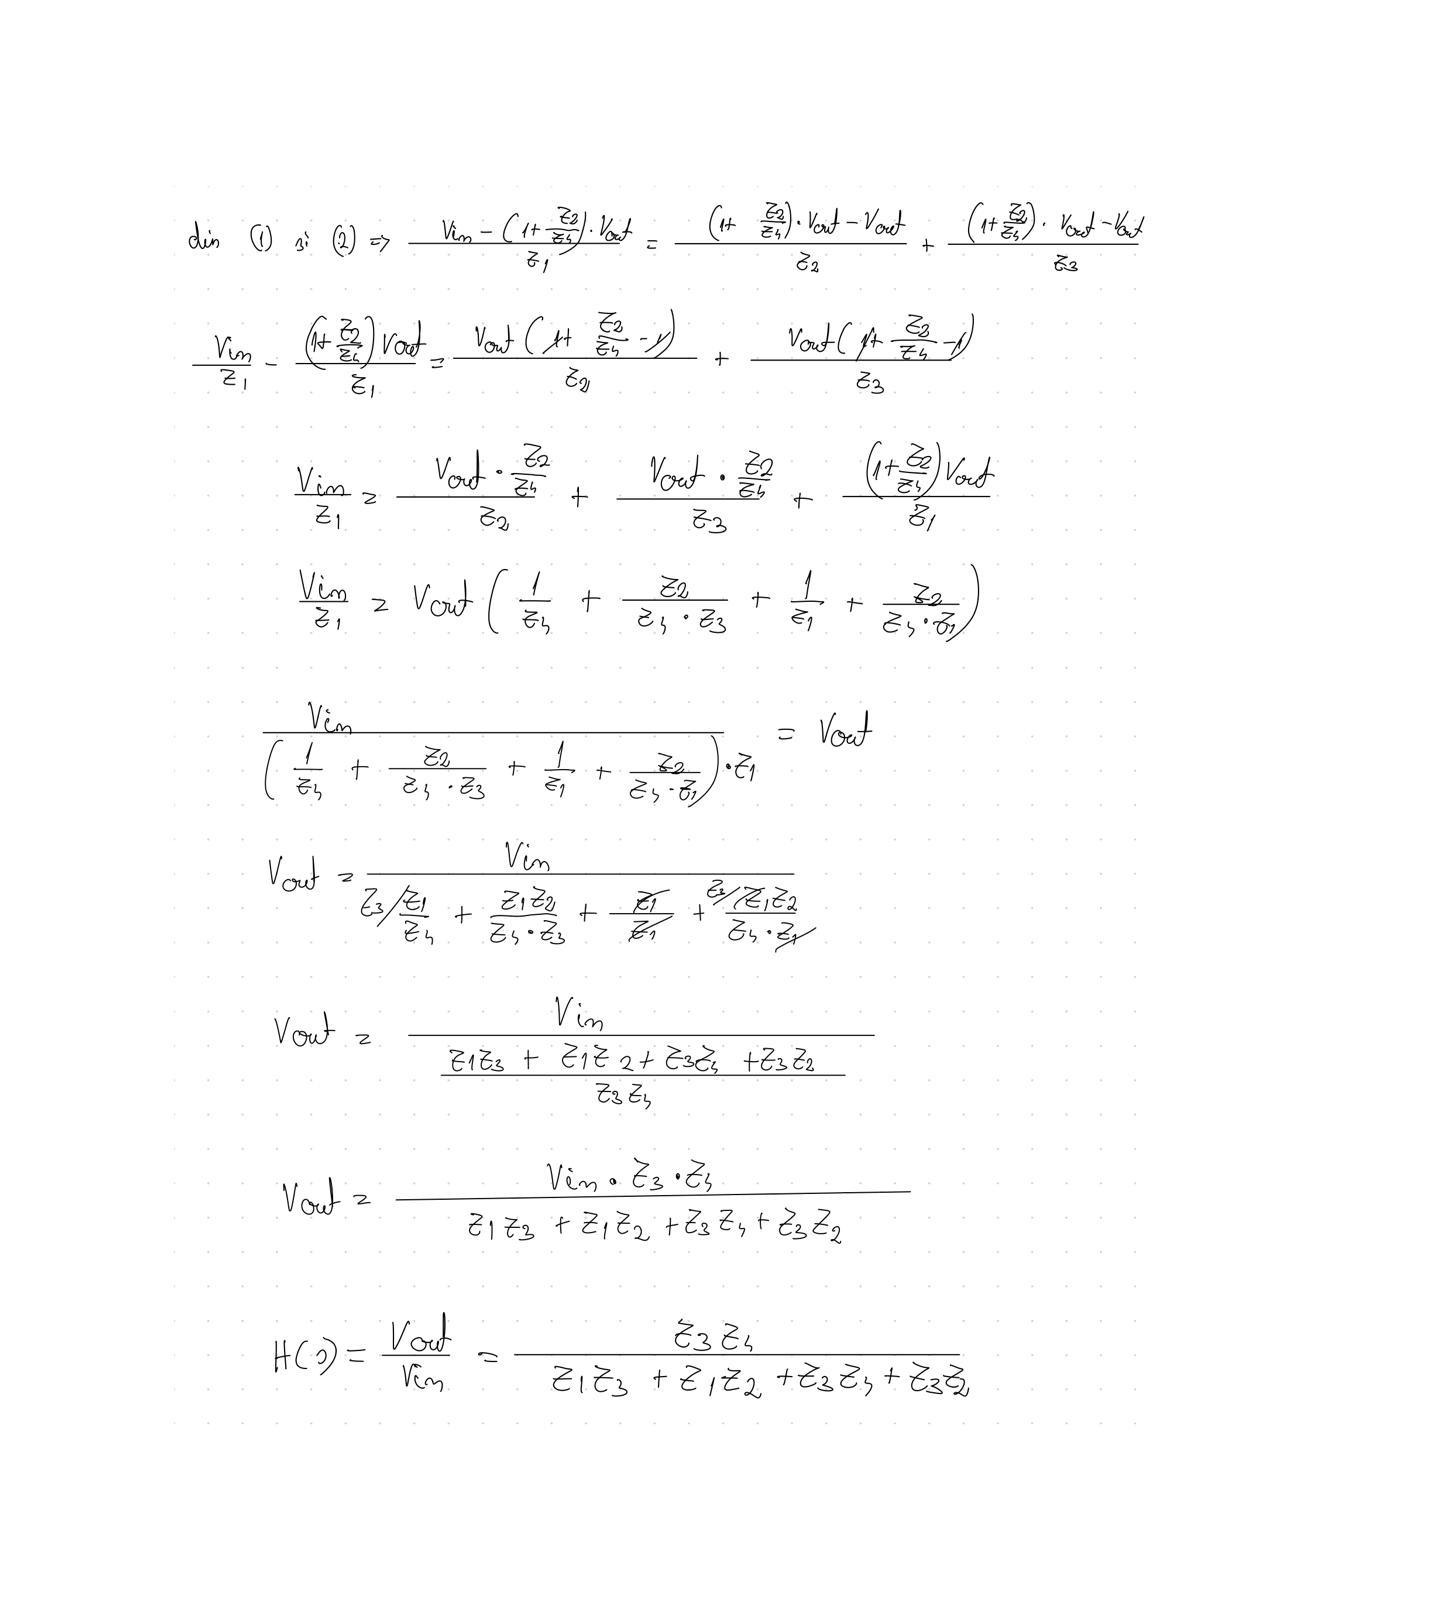 din (1) si (2) => (Vin - (1 + Z2/Z4) · Vout)/Z1 = ((1 + Z2/Z4) · Vout - Vout)/Z2 + ((1 + Z2/Z4) · Vout - Vout)/Z3
Vin/Z1 - ((1 + Z2/Z4) Vout)/Z1 = (Vout (1 + Z2/Z4 - 1))/Z2 + (Vout (1 + Z2/Z4 - 1))/Z3
Vin/Z1 = (Vout · Z2/Z4)/Z2 + (Vout · Z2/Z4)/Z3 + ((1 + Z2/Z4) Vout)/Z1
Vin/Z1 = Vout (1/Z4 + Z2/(Z4 · Z3) + 1/Z1 + Z2/(Z4 · Z1))
Vin/((1/Z4 + Z2/(Z4 · Z3) + 1/Z1 + Z2/(Z4 · Z1)) · Z1) = Vout
Vout = Vin/(Z3/ Z1/Z4 + Z1Z2/(Z4 · Z3) + Z1/Z1 + Z3/ Z1Z2/(Z4 · Z1))
Vout = Vin/((Z1Z3 + Z1Z2 + Z3Z4 + Z3Z2)/(Z3Z4))
Vout = (Vin · Z3 · Z4)/(Z1Z3 + Z1Z2 + Z3Z4 + Z3Z2)
H(s) = Vout/Vin = Z3Z4/(Z1Z3 + Z1Z2 + Z3Z4 + Z3Z2)